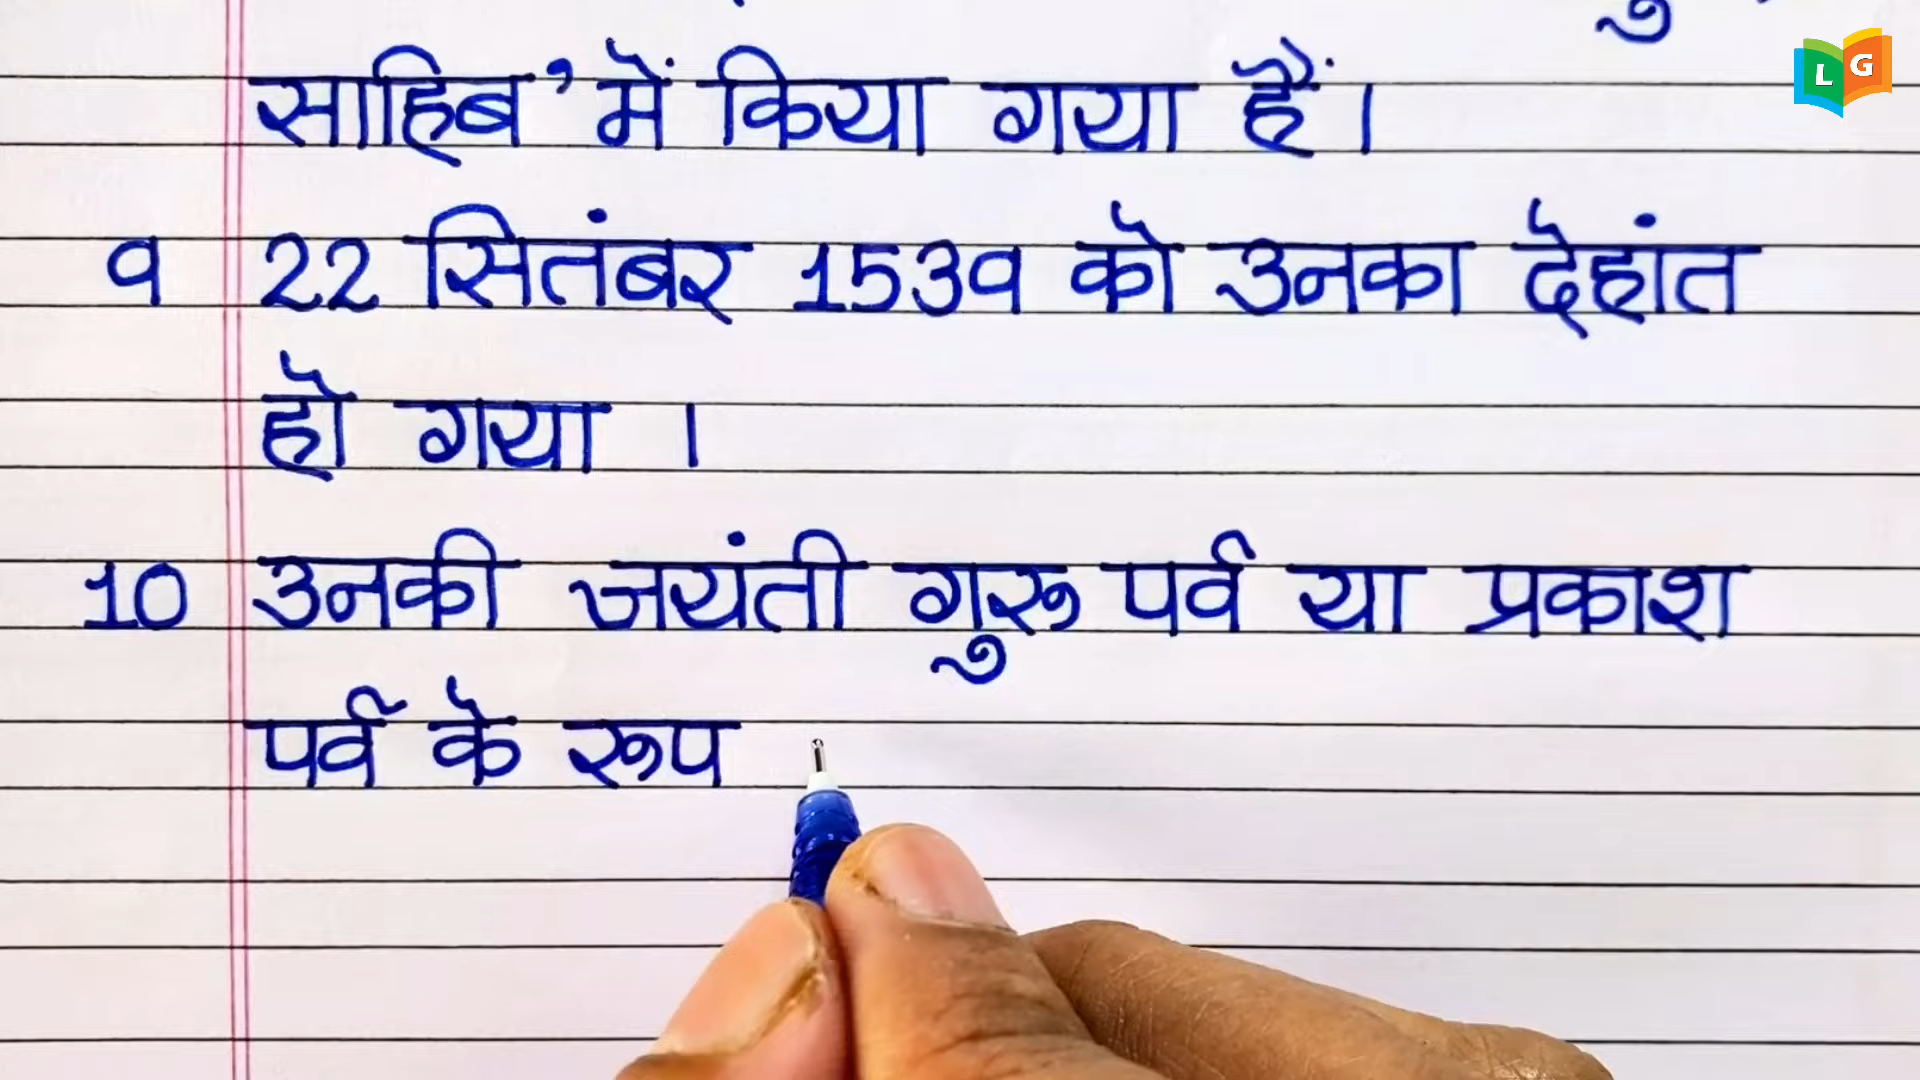 साहिब’ में किया गया हैं।
9 22 सितंबर 1539 को उनका देहांत
हो गया ।
10 उनकी जयंती गुरु पर्व या प्रकाश
पर्व के रूप
LG